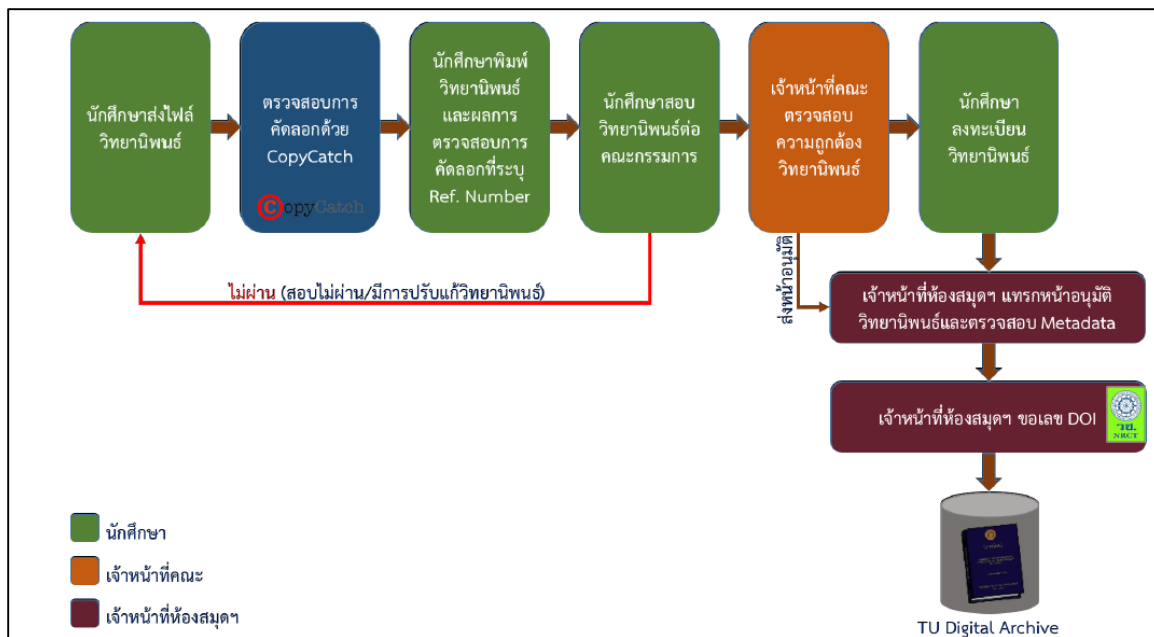 นักศึกษาส่งไฟล์
วิทยานิพนธ์
ตรวจสอบการ
คัดลอกด้วย
CopyCatch
CopyCatch
นักศึกษาพิมพ์
วิทยานิพนธ์
และผลการ
ตรวจสอบการ
คัดลอกที่ระบุ
Ref. Number
นักศึกษาสอบ
วิทยานิพนธ์ต่อ
คณะกรรมการ
เจ้าหน้าที่คณะ
ตรวจสอบ
ความถูกต้อง
วิทยานิพนธ์
นักศึกษา
ลงทะเบียน
วิทยานิพนธ์
ไม่ผ่าน (สอบไม่ผ่าน/มีการปรับแก้วิทยานิพนธ์)
ส่งหน้าอนุมัติ
เจ้าหน้าที่ห้องสมุดฯ แทรกหน้าอนุมัติ
วิทยานิพนธ์และตรวจสอบ Metadata
เจ้าหน้าที่ห้องสมุดฯ ขอเลข DOI
วช.
NRCT
นักศึกษา
เจ้าหน้าที่คณะ
เจ้าหน้าที่ห้องสมุดฯ
TU Digital Archive